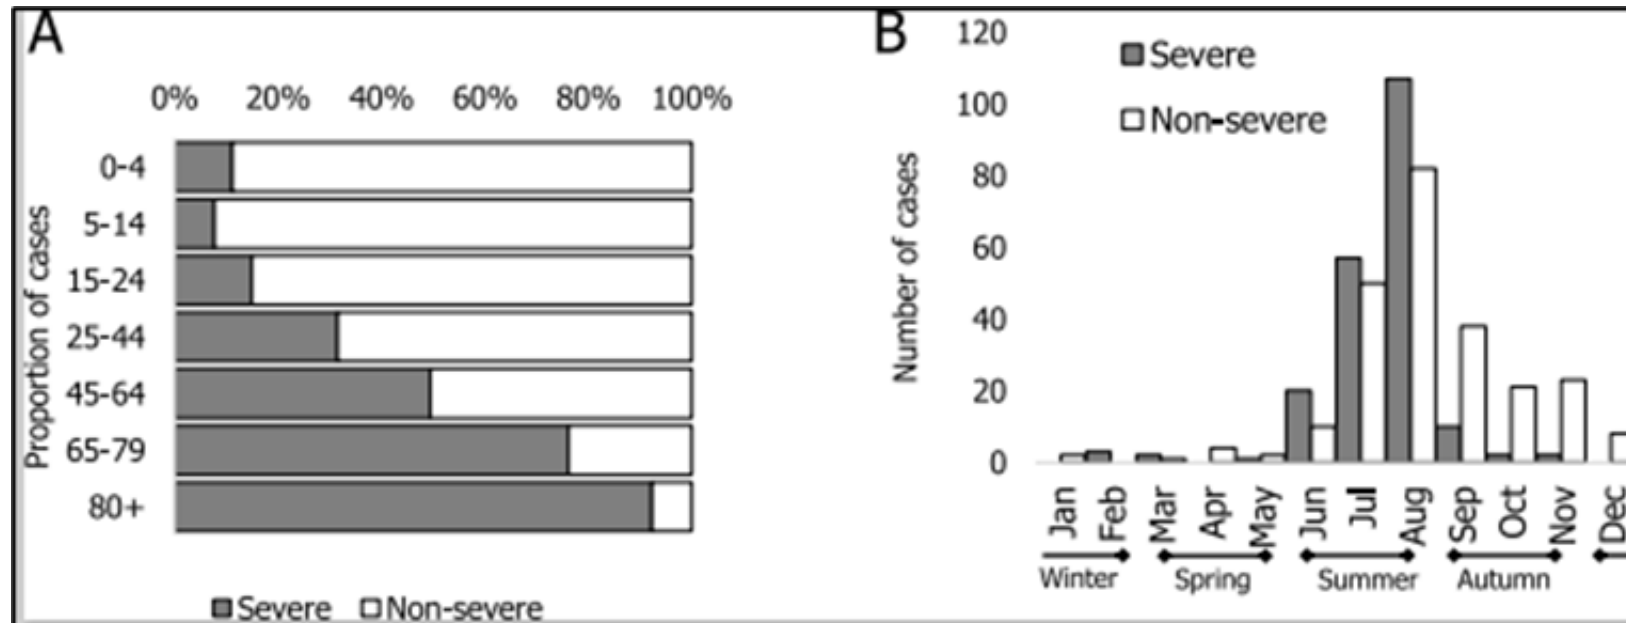 A
0% 20% 40% 60% 80% 100%
Proportion of cases
0-4
5-14
15-24
25-44
45-64
65-79
80+
Severe Non-severe
B
Number of cases
120
100
80
60
40
20
0
Severe
Non-severe
Jan Feb Mar Apr May Jun Jul Aug Sep Oct Nov Dec
Winter Spring Summer Autumn